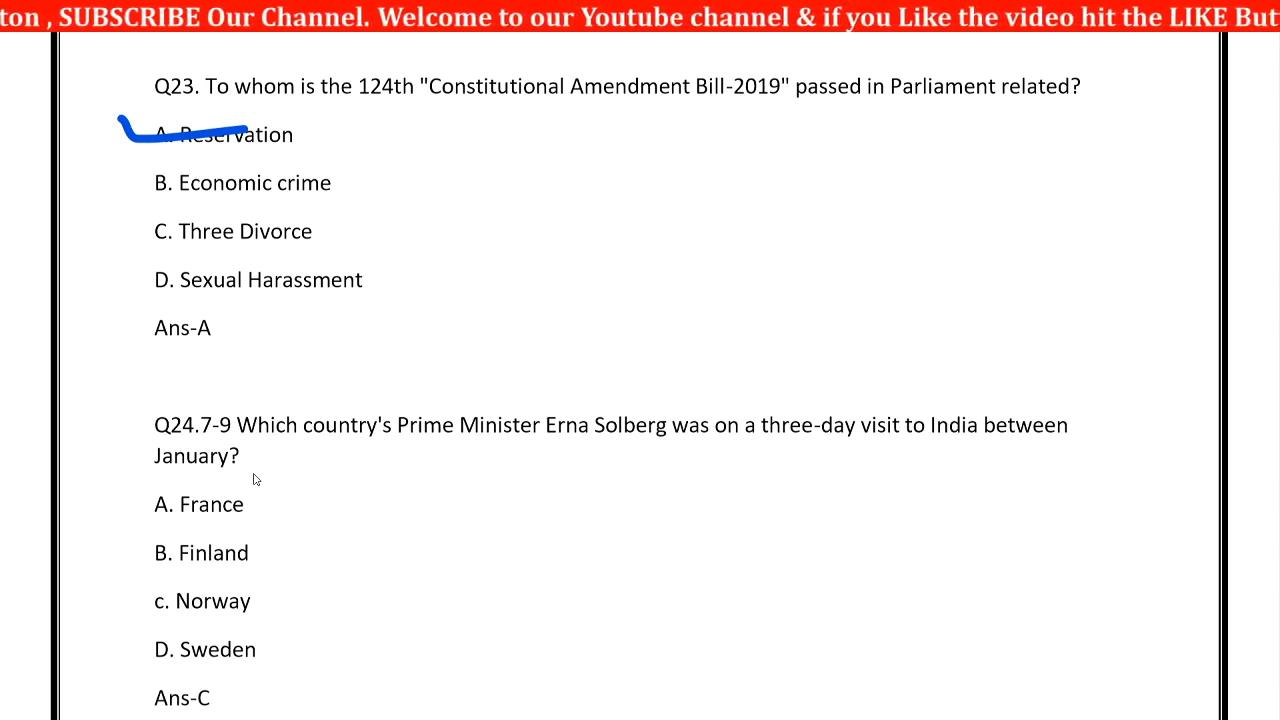 ton , SUBSCRIBE Our Channel. Welcome to our Youtube channel & if you Like the video hit the LIKE But
Q23. To whom is the 124th "Constitutional Amendment Bill-2019" passed in Parliament related?
A. Reservation
B. Economic crime
C. Three Divorce
D. Sexual Harassment
Ans-A
Q24.7-9 Which country's Prime Minister Erna Solberg was on a three-day visit to India between
January?
A. France
B. Finland
c. Norway
D. Sweden
Ans-C